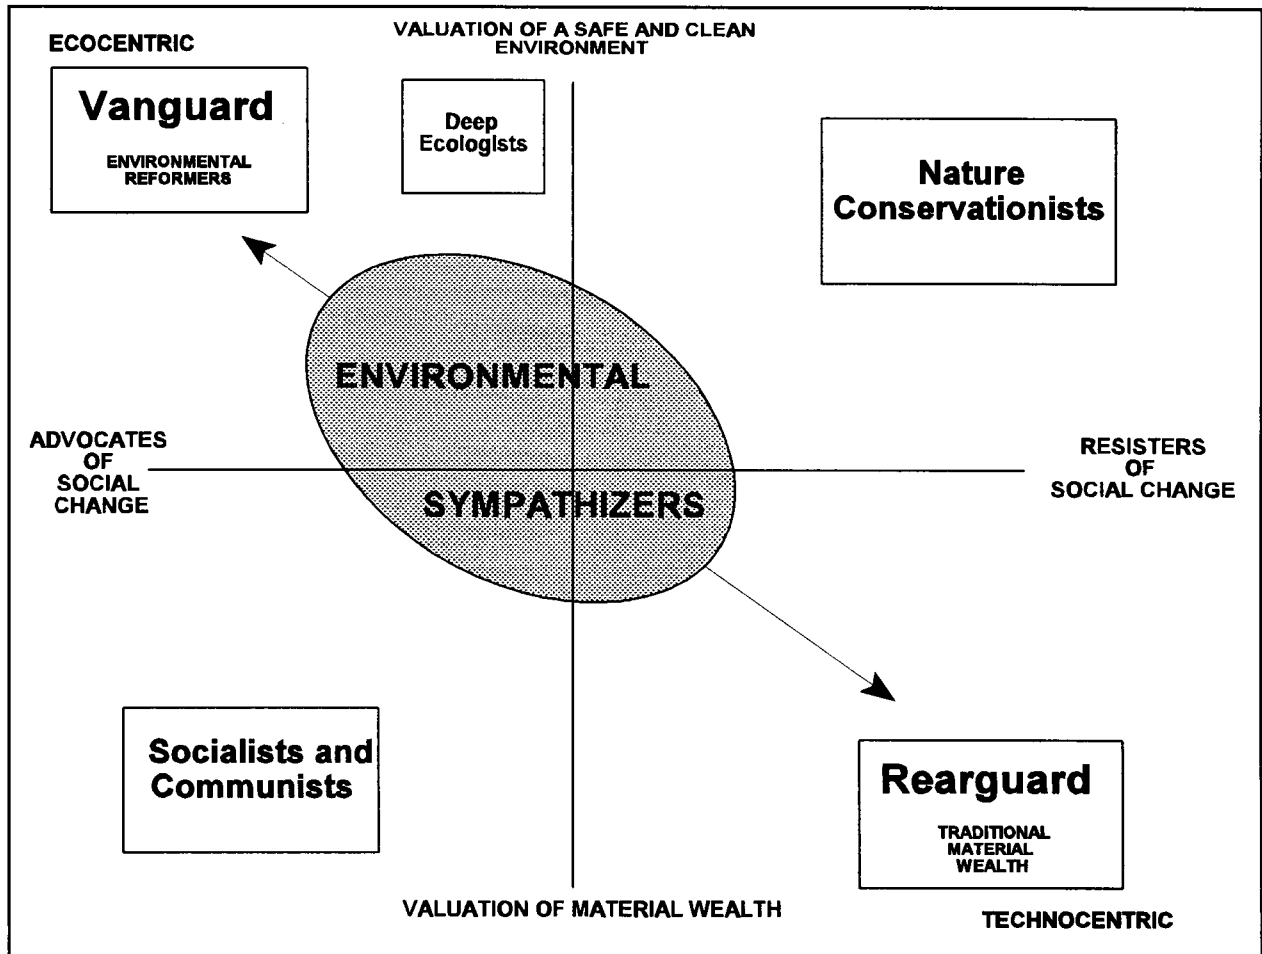 ECOCENTRIC
VALUATION OF A SAFE AND CLEAN
ENVIRONMENT
Vanguard
ENVIRONMENTAL
REFORMERS
Deep
Ecologists
Nature
Conservationists
ENVIRONMENTAL
SYMPATHIZERS
ADVOCATES
OF
SOCIAL
CHANGE
RESISTERS
OF
SOCIAL CHANGE
Socialists and
Communists
Rearguard
TRADITIONAL
MATERIAL
WEALTH
VALUATION OF MATERIAL WEALTH
TECHNOCENTRIC